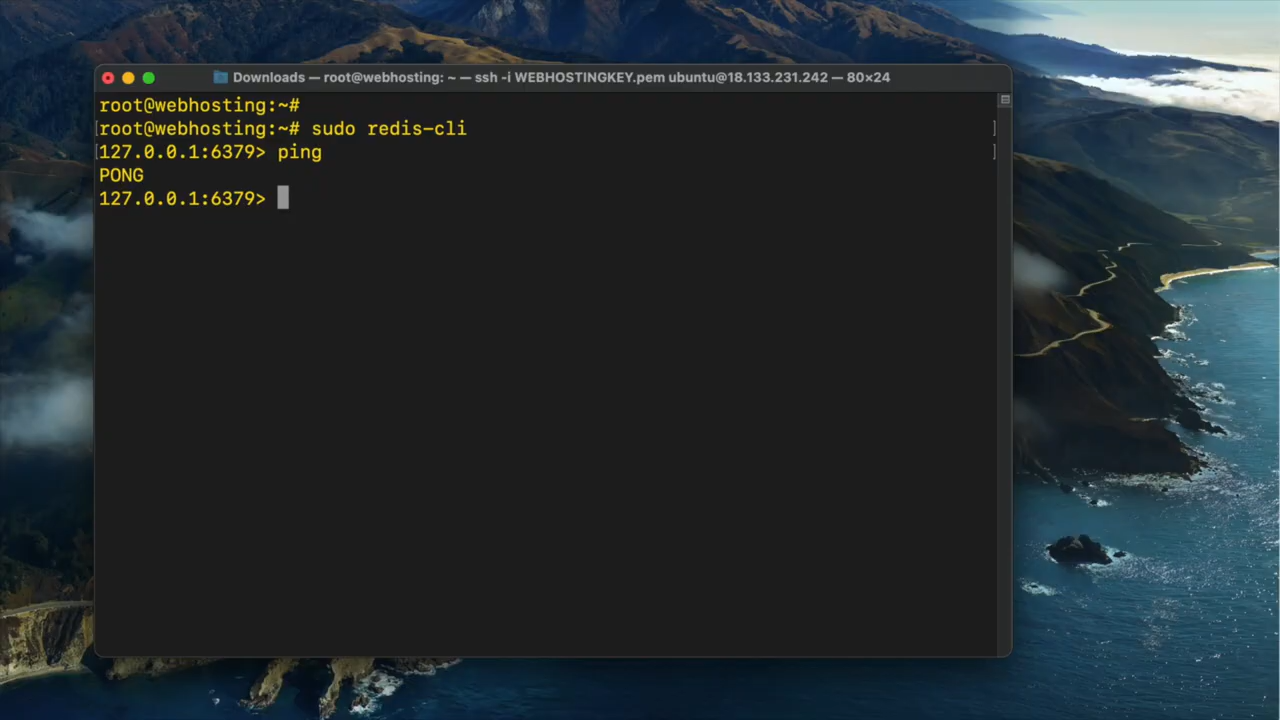 Downloads — root@webhosting: ~ — ssh -i WEBHOSTINGKEY.pem ubuntu@18.133.231.242 — 80×24
root@webhosting:~#
[root@webhosting:~# sudo redis-cli ]
[127.0.0.1:6379> ping ]
PONG
127.0.0.1:6379>